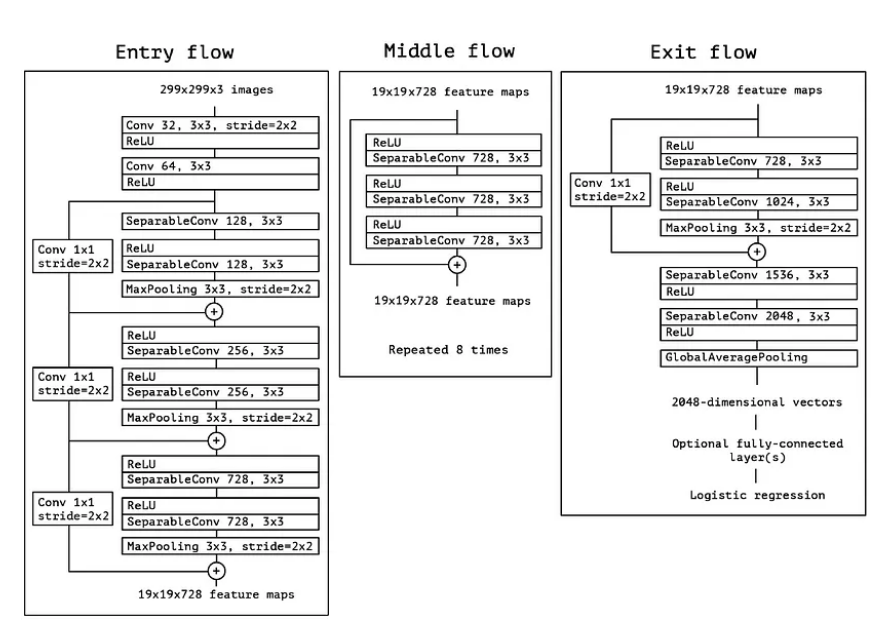 Entry flow
299x299x3 images
Conv 32, 3x3, stride=2x2
ReLU
Conv 64, 3x3
ReLU
SeparableConv 128, 3x3
Conv 1x1
stride=2x2
ReLU
SeparableConv 128, 3x3
MaxPooling 3x3, stride=2x2
+
ReLU
SeparableConv 256, 3x3
Conv 1x1
stride=2x2
ReLU
SeparableConv 256, 3x3
MaxPooling 3x3, stride=2x2
+
ReLU
SeparableConv 728, 3x3
Conv 1x1
stride=2x2
ReLU
SeparableConv 728, 3x3
MaxPooling 3x3, stride=2x2
+
19x19x728 feature maps
Middle flow
19x19x728 feature maps
ReLU
SeparableConv 728, 3x3
ReLU
SeparableConv 728, 3x3
ReLU
SeparableConv 728, 3x3
+
19x19x728 feature maps
Repeated 8 times
Exit flow
19x19x728 feature maps
ReLU
SeparableConv 728, 3x3
Conv 1x1
stride=2x2
ReLU
SeparableConv 1024, 3x3
MaxPooling 3x3, stride=2x2
+
SeparableConv 1536, 3x3
ReLU
SeparableConv 2048, 3x3
ReLU
GlobalAveragePooling
2048-dimensional vectors
Optional fully-connected
layer(s)
Logistic regression